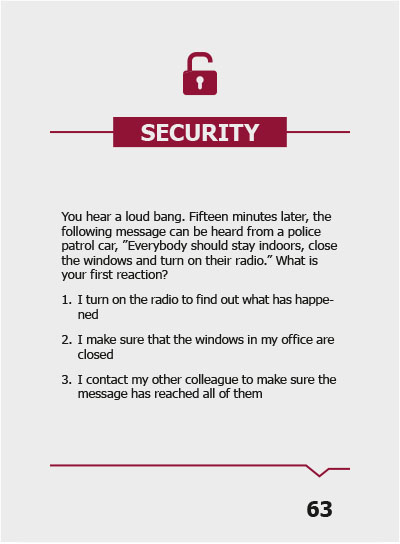 SECURITY
You hear a loud bang. Fifteen minutes later, the
following message can be heard from a police
patrol car, ”Everybody should stay indoors, close
the windows and turn on their radio.” What is
your first reaction?
1. I turn on the radio to find out what has happe-
ned
2. I make sure that the windows in my office are
closed
3. I contact my other colleague to make sure the
message has reached all of them
63